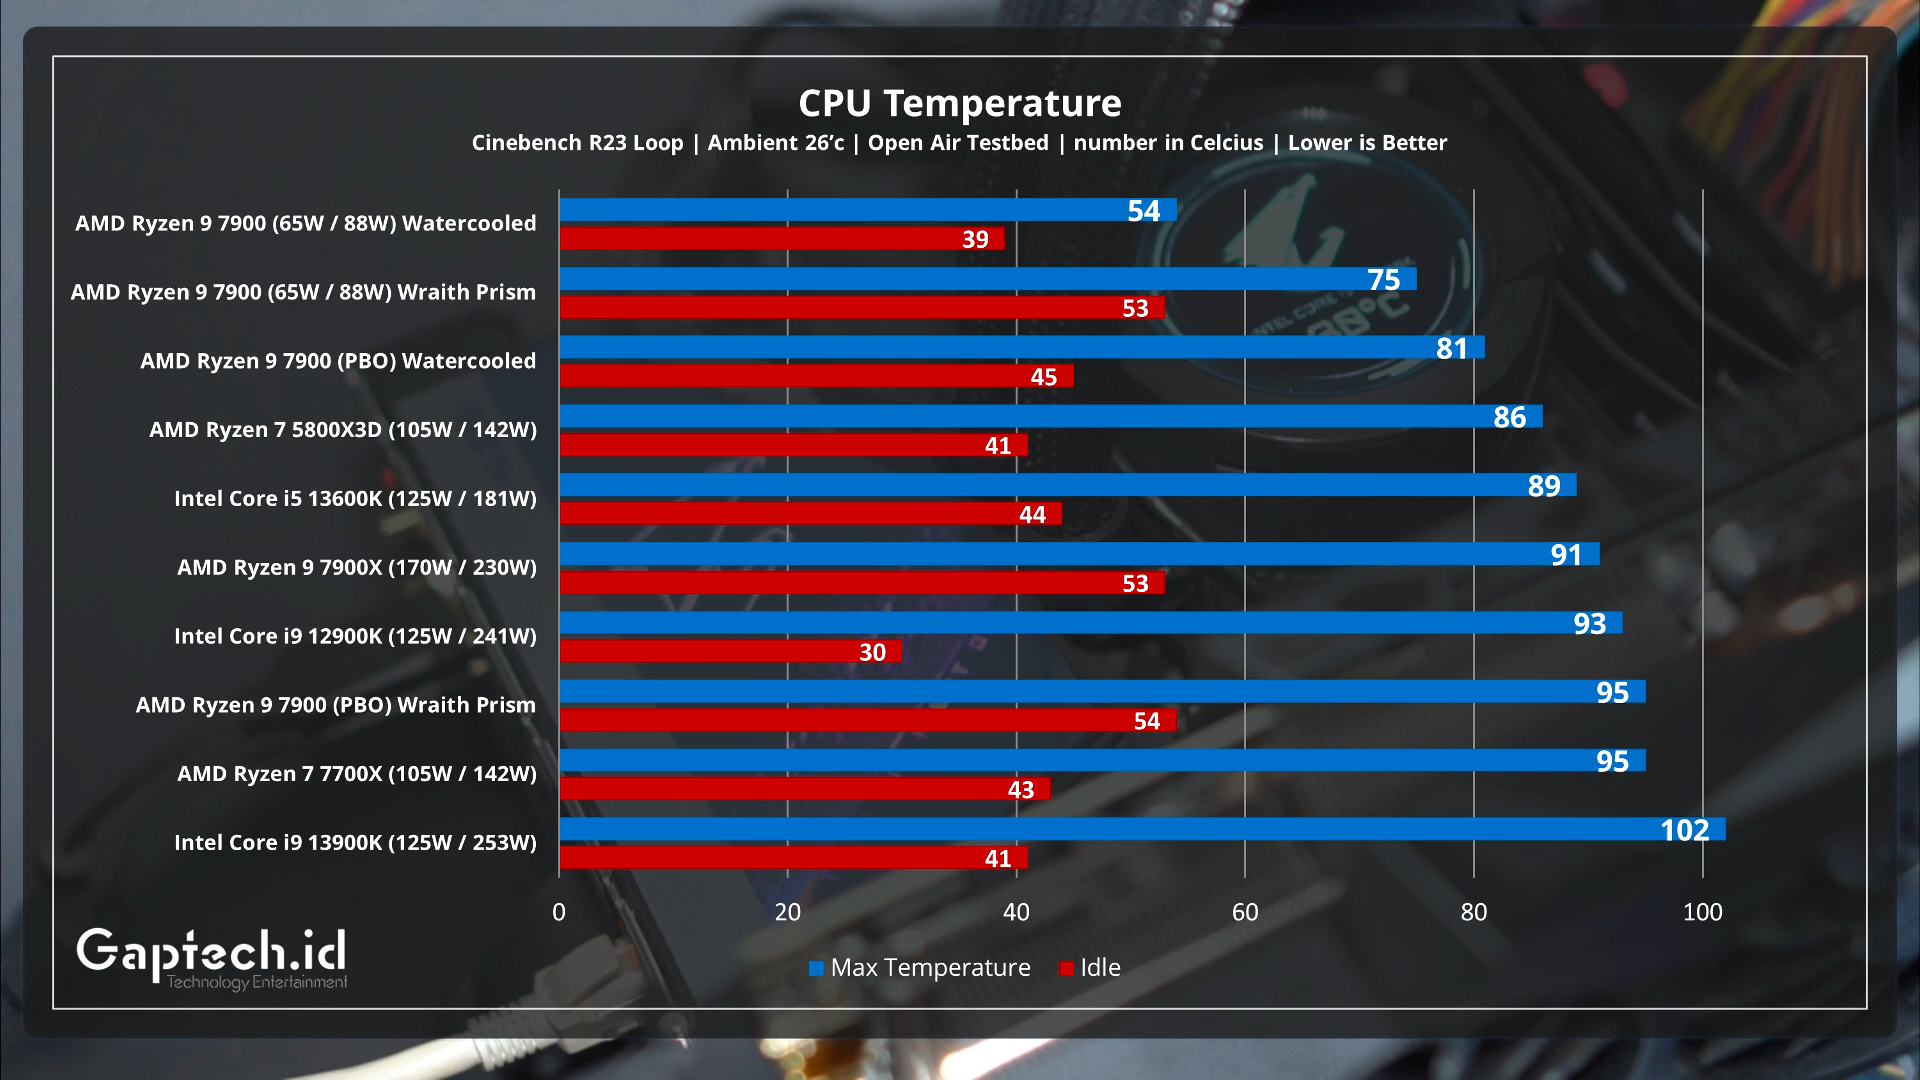 CPU Temperature
Cinebench R23 Loop | Ambient 26’c | Open Air Testbed | number in Celcius | Lower is Better
AMD Ryzen 9 7900 (65W / 88W) Watercooled
54
39
AMD Ryzen 9 7900 (65W / 88W) Wraith Prism
75
53
AMD Ryzen 9 7900 (PBO) Watercooled
81
45
AMD Ryzen 7 5800X3D (105W / 142W)
86
41
Intel Core i5 13600K (125W / 181W)
89
44
AMD Ryzen 9 7900X (170W / 230W)
91
53
Intel Core i9 12900K (125W / 241W)
93
30
AMD Ryzen 9 7900 (PBO) Wraith Prism
95
54
AMD Ryzen 7 7700X (105W / 142W)
95
43
Intel Core i9 13900K (125W / 253W)
102
41
0 20 40 60 80 100
Max Temperature Idle
Gaptech.id
Technology Entertainment
INTEL CORE
30°C